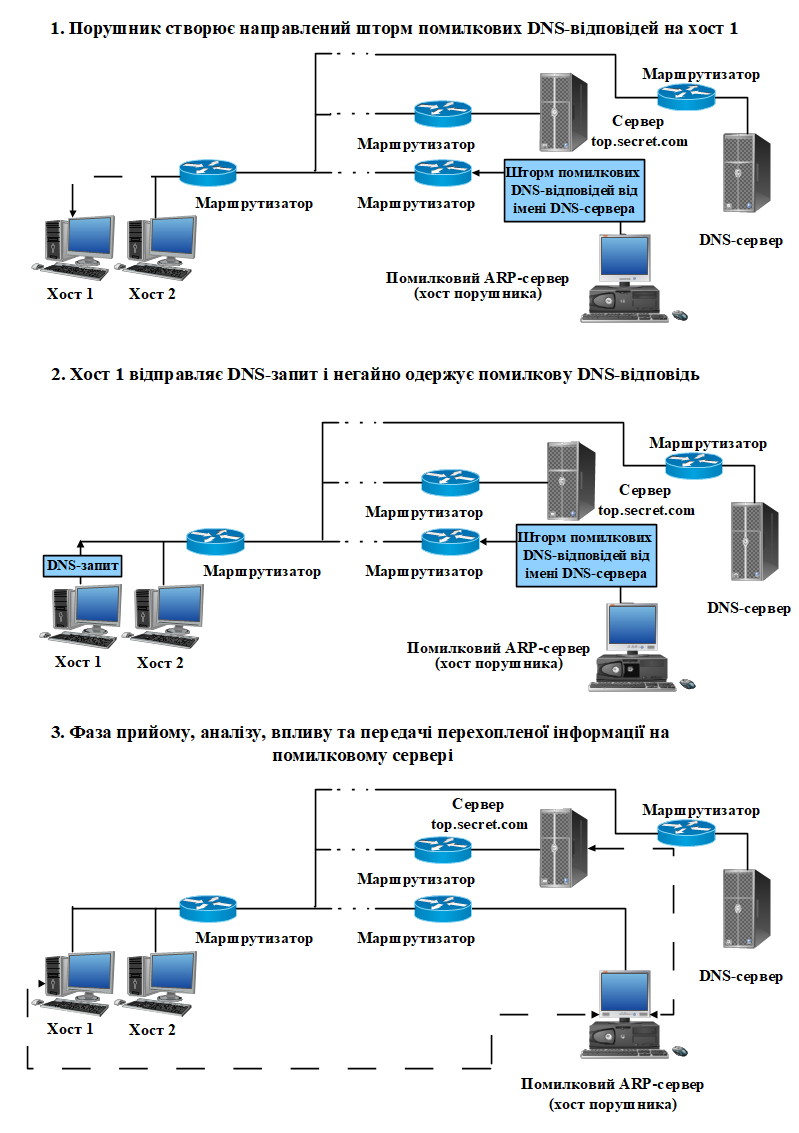 1. Порушник створює направлений шторм помилкових DNS-відповідей на хост 1
Маршрутизатор
Сервер
top.secret.com
Маршрутизатор
Шторм помилкових
DNS-відповідей від
імені DNS-сервера
Маршрутизатор
Маршрутизатор
DNS-сервер
Помилковий ARP-сервер
(хост порушника)
Хост 1
Хост 2
2. Хост 1 відправляє DNS-запит і негайно одержує помилкову DNS-відповідь
Маршрутизатор
Сервер
top.secret.com
Маршрутизатор
Шторм помилкових
DNS-відповідей від
імені DNS-сервера
DNS-запит
Маршрутизатор
Маршрутизатор
DNS-сервер
Помилковий ARP-сервер
(хост порушника)
Хост 1
Хост 2
3. Фаза прийому, аналізу, впливу та передачі перехопленої інформації на
помилковому сервері
Сервер
top.secret.com
Маршрутизатор
Маршрутизатор
Маршрутизатор
Маршрутизатор
DNS-сервер
Хост 1
Хост 2
Помилковий ARP-сервер
(хост порушника)